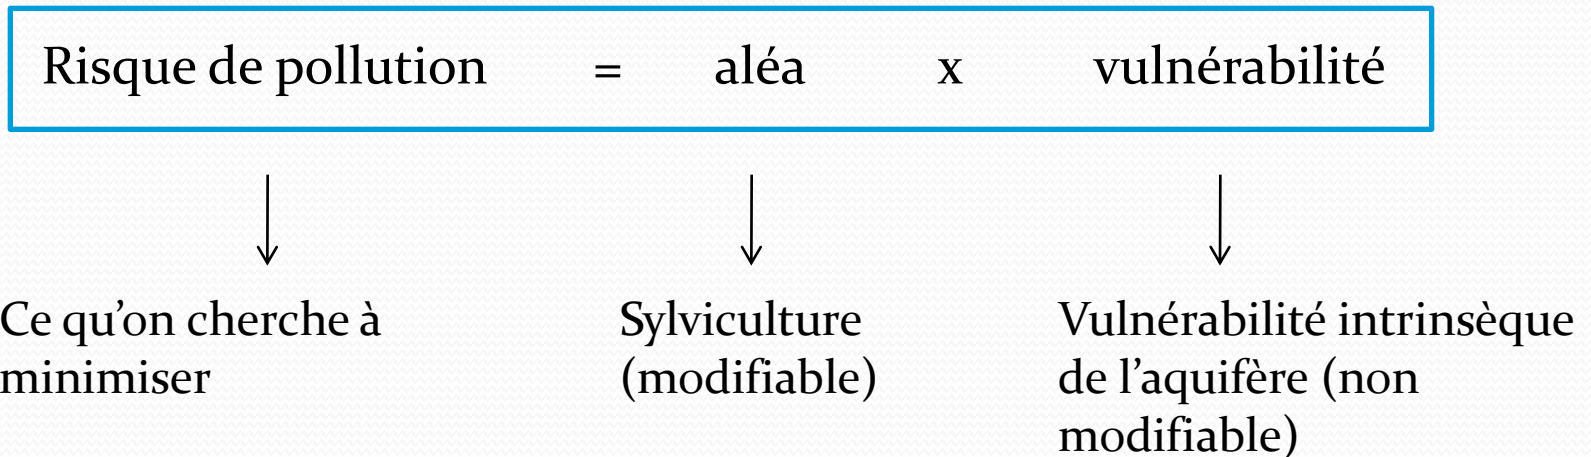 Risque de pollution = aléa x vulnérabilité
Ce qu’on cherche à
minimiser
Sylviculture
(modifiable)
Vulnérabilité intrinsèque
de l’aquifère (non
modifiable)